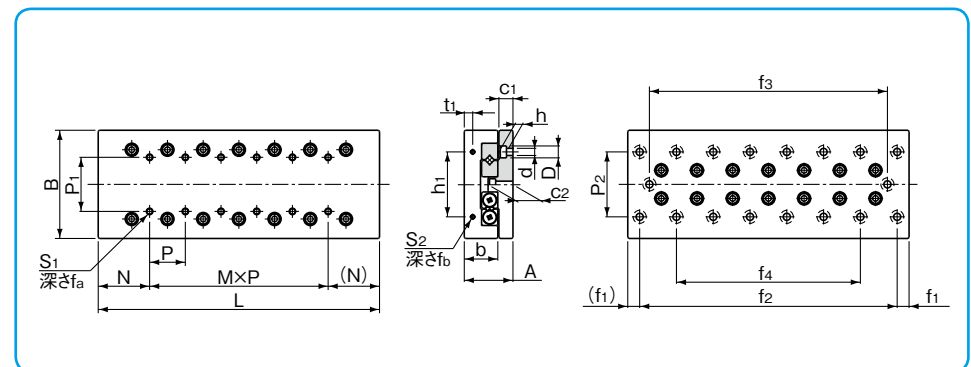 B
P1
S1
深さfa
N
P
M×P
(N)
L
t1
c1
h
h1
d
D
c2
S2
深さfb
b
A
f3
P2
f4
(f1)
f2
f1